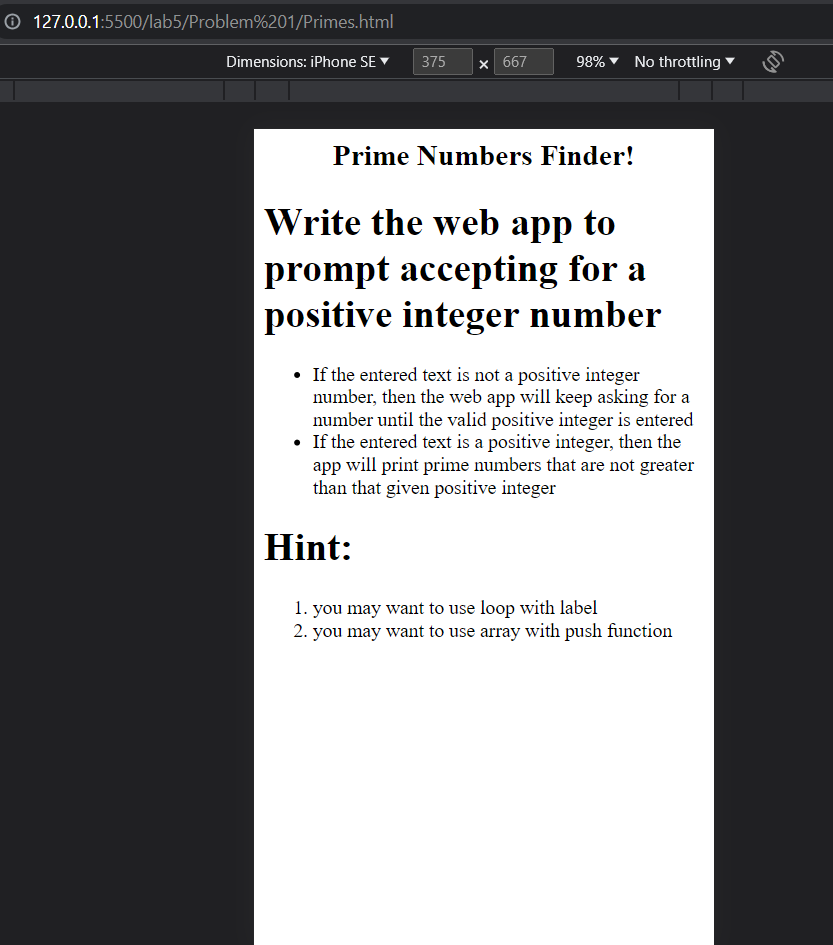 127.0.0.1:5500/lab5/Problem%201/Primes.html
Dimensions: iPhone SE ▼ 375 × 667 98% ▼ No throttling ▼
Prime Numbers Finder!
Write the web app to
prompt accepting for a
positive integer number
• If the entered text is not a positive integer
number, then the web app will keep asking for a
number until the valid positive integer is entered
• If the entered text is a positive integer, then the
app will print prime numbers that are not greater
than that given positive integer
Hint:
1. you may want to use loop with label
2. you may want to use array with push function